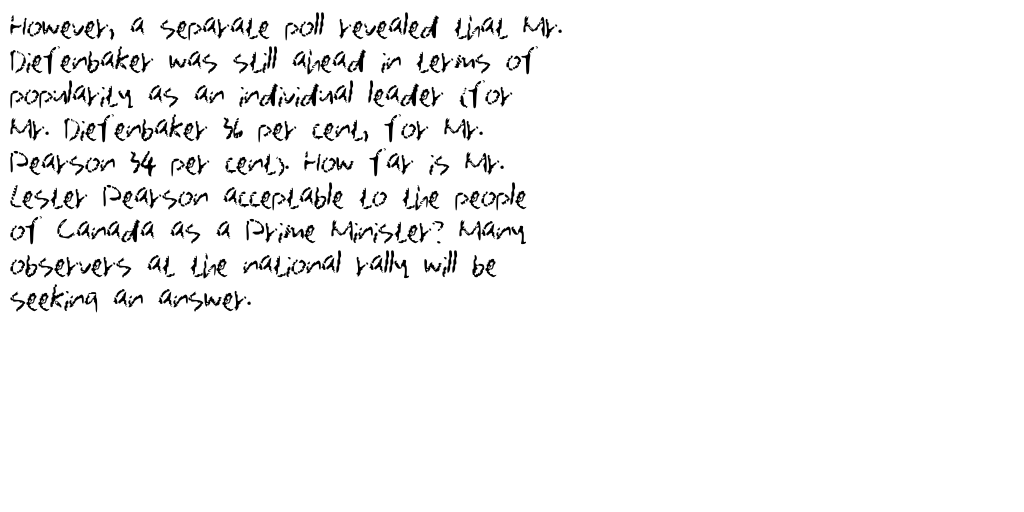 However, a separate poll revealed that Mr.
Diefenbaker was still ahead in terms of
popularity as an individual leader (for
Mr. Diefenbaker 36 per cent, for Mr.
Pearson 34 per cent). How far is Mr.
Lester Pearson acceptable to the people
of Canada as a Prime Minister? Many
observers at the national rally will be
seeking an answer.